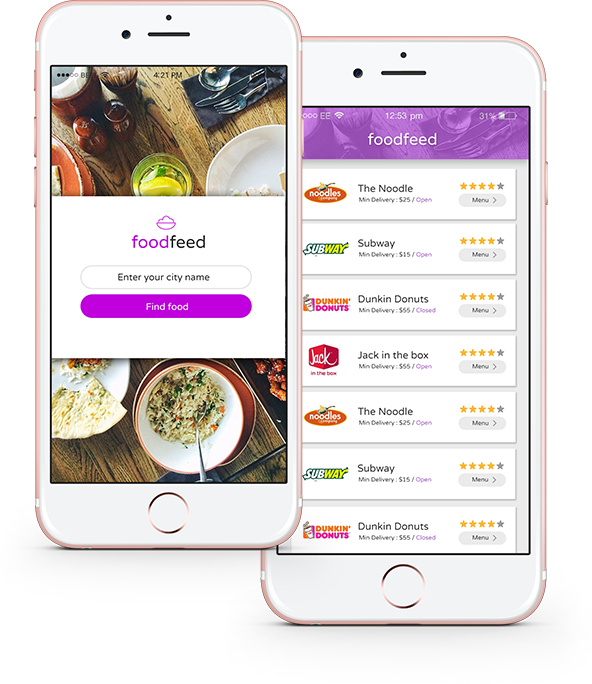 4:21 PM
foodfeed
Enter your city name
Find food
EE 12:53 pm 31%
foodfeed
noodles
& Company
The Noodle
Min Delivery : $25 / Open
Menu >
SUBWAY
Subway
Min Delivery : $15 / Open
Menu >
DUNKIN'
DONUTS
Dunkin Donuts
Min Delivery : $55 / Closed
Menu >
Jack
in the box
Jack in the box
Min Delivery : $55 / Open
Menu >
noodles
& Company
The Noodle
Min Delivery : $25 / Open
Menu >
SUBWAY
Subway
Min Delivery : $15 / Open
Menu >
DUNKIN'
DONUTS
Dunkin Donuts
Min Delivery : $55 / Closed
Menu >